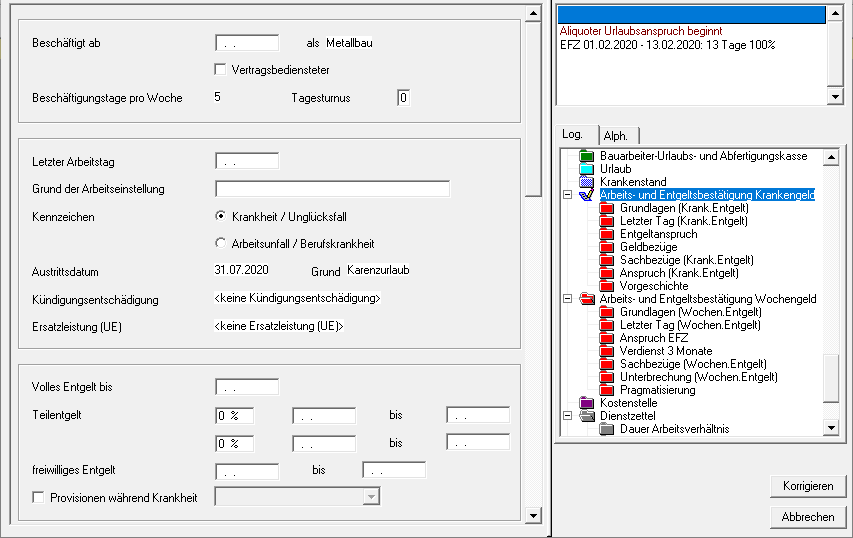 Beschäftigt ab . . als Metallbau
Vertragsbediensteter
Beschäftigungstage pro Woche 5 Tagesturnus 0
Letzter Arbeitstag . .
Grund der Arbeitseinstellung
Kennzeichen Krankheit / Unglücksfall
Arbeitsunfall / Berufskrankheit
Austrittsdatum 31.07.2020 Grund Karenzurlaub
Kündigungsentschädigung <keine Kündigungsentschädigung>
Ersatzleistung (UE) <keine Ersatzleistung (UE)>
Volles Entgelt bis . .
Teilentgelt 0 % . . bis . .
0 % . . bis . .
freiwilliges Entgelt . . bis . .
Provisionen während Krankheit
Aliquoter Urlaubsanspruch beginnt
EFZ 01.02.2020 - 13.02.2020: 13 Tage 100%
Log. Alph.
Bauarbeiter-Urlaubs- und Abfertigungskasse
Urlaub
Krankenstand
Arbeits- und Entgeltsbestätigung Krankengeld
Grundlagen (Krank.Entgelt)
Letzter Tag (Krank.Entgelt)
Entgeltanspruch
Geldbezüge
Sachbezüge (Krank.Entgelt)
Anspruch (Krank.Entgelt)
Vorgeschichte
Arbeits- und Entgeltsbestätigung Wochengeld
Grundlagen (Wochen.Entgelt)
Letzter Tag (Wochen.Entgelt)
Anspruch EFZ
Verdienst 3 Monate
Sachbezüge (Wochen.Entgelt)
Unterbrechung (Wochen.Entgelt)
Pragmatisierung
Kostenstelle
Dienstzettel
Dauer Arbeitsverhältnis
Korrigieren
Abbrechen